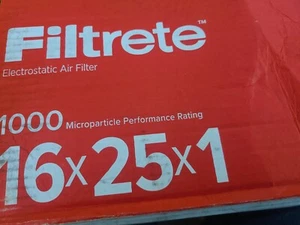 Filtrete™
Electrostatic Air Filter
1000 Microparticle Performance Rating
16x25x1